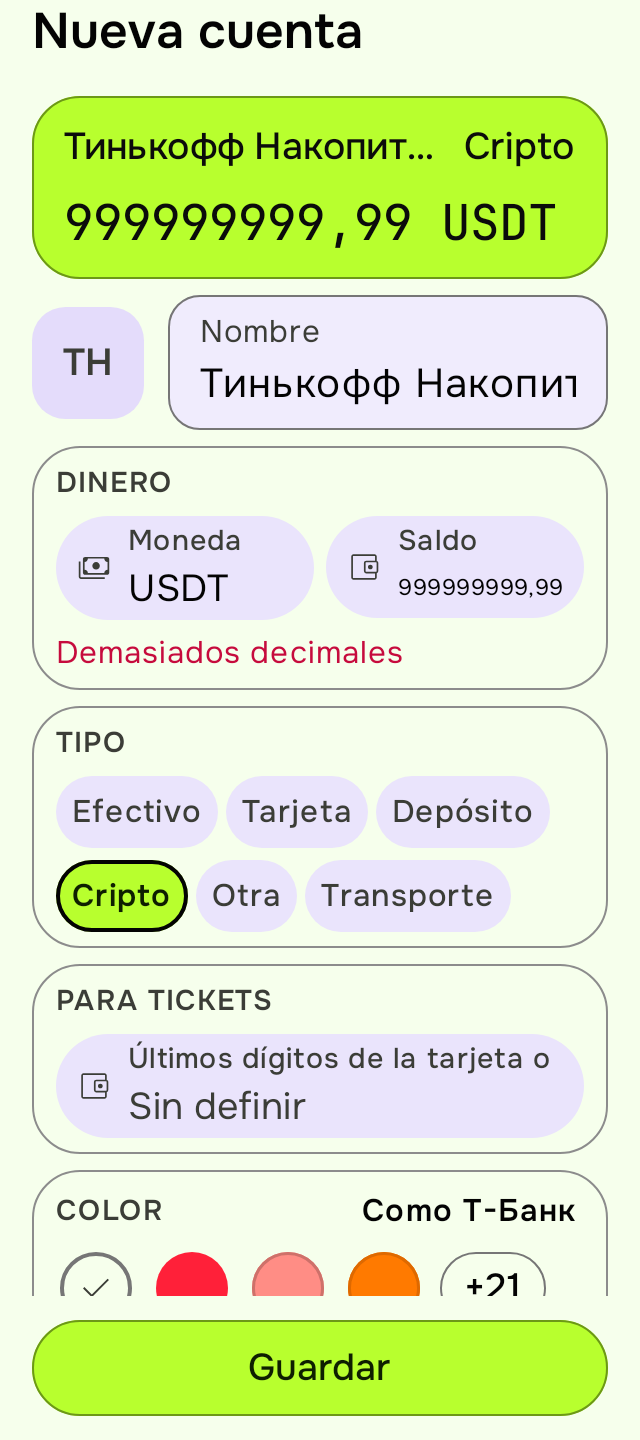 Nueva cuenta
Тинькофф Накопит... Cripto
999999999,99 USDT
ТН
Nombre
Тинькофф Накопит
DINERO
Moneda
USDT
Saldo
999999999,99
Demasiados decimales
TIPO
Efectivo Tarjeta Depósito
Cripto Otra Transporte
PARA TICKETS
Últimos dígitos de la tarjeta o
Sin definir
COLOR Como Т-Банк
+21
Guardar